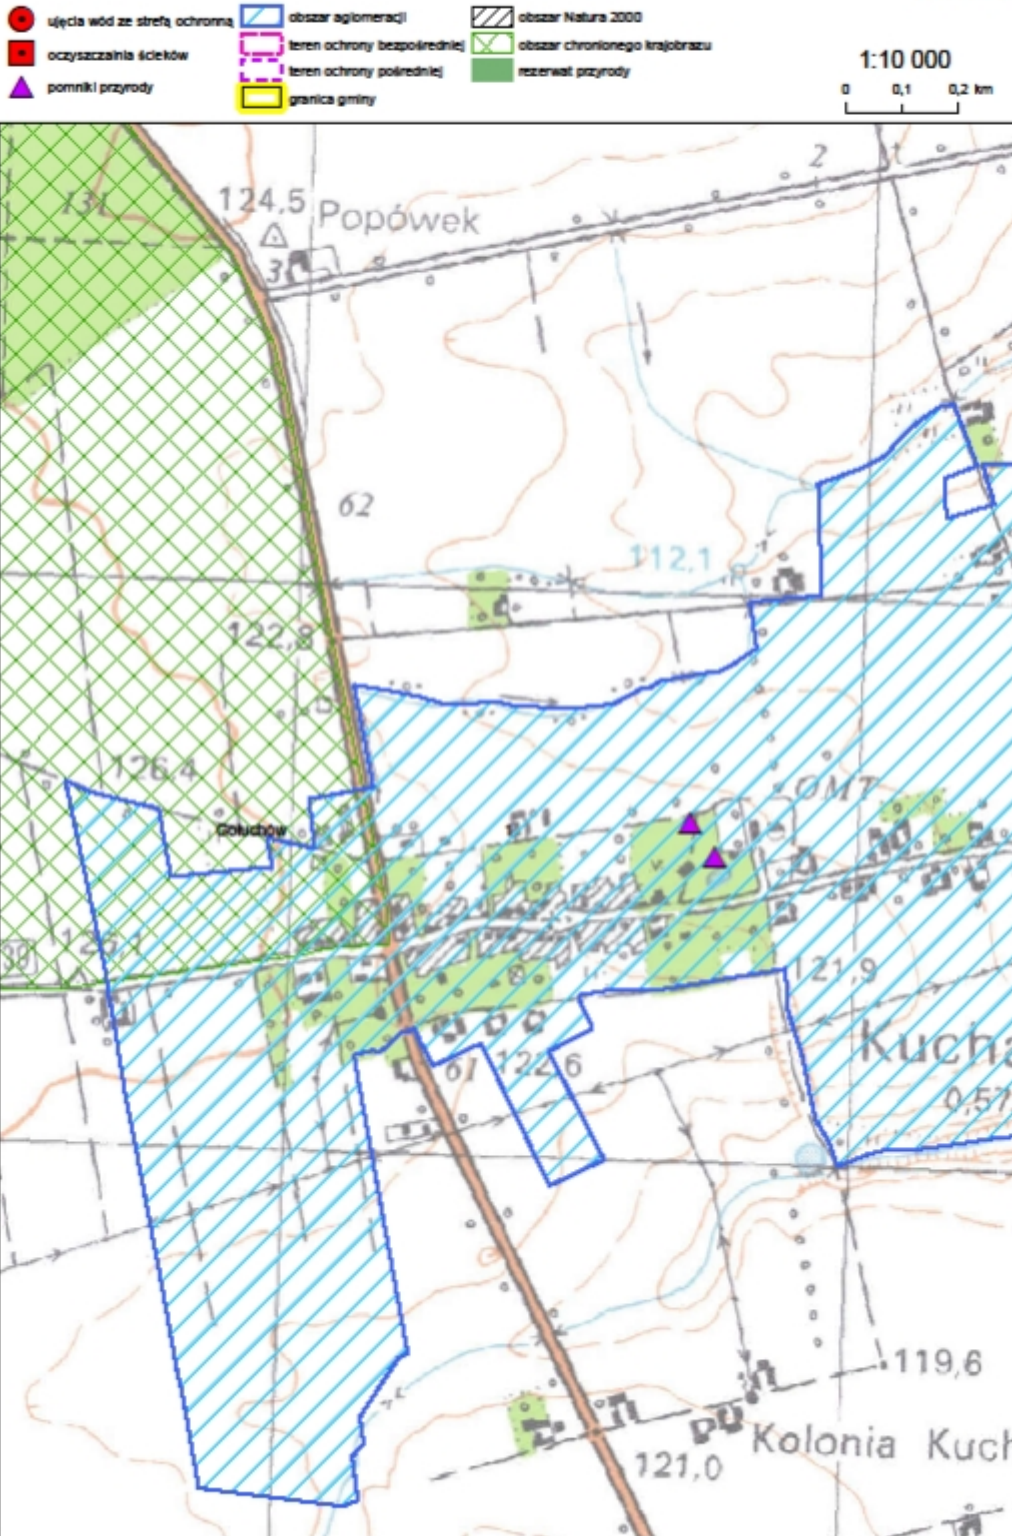 ujęcia wód ze strefą ochronną
oczyszczalnia ścieków
pomniki przyrody
obszar aglomeracji
teren ochrony bezpośredniej
teren ochrony pośredniej
granica gminy
obszar Natura 2000
obszar chronionego krajobrazu
rezerwat przyrody
1:10 000
0 0,1 0,2 km
2 1
131
124,5 Popówek
3
62
112,1
122,8
126,4
OMT
Gołuchów
121,9
Kucha
61 122,6
0,57
119,6
Kolonia Kuch
121,0